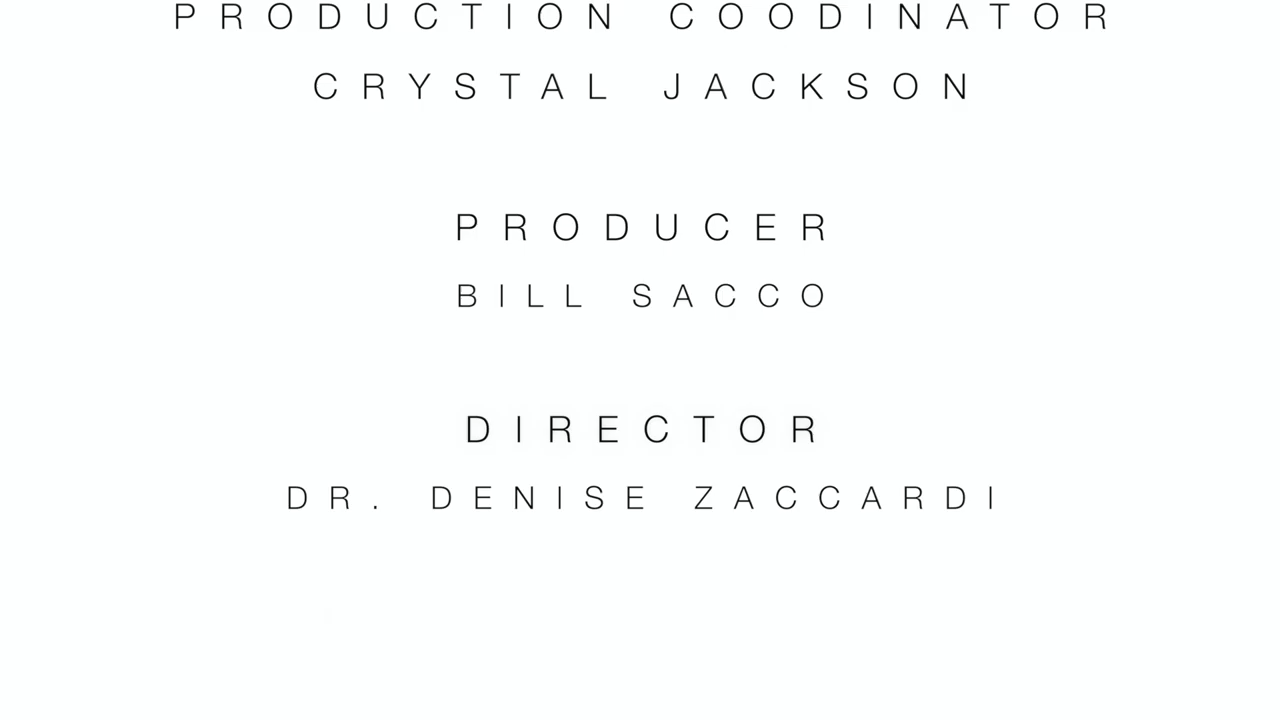 PRODUCTION COODINATOR
CRYSTAL JACKSON
PRODUCER
BILL SACCO
DIRECTOR
DR. DENISE ZACCARDI